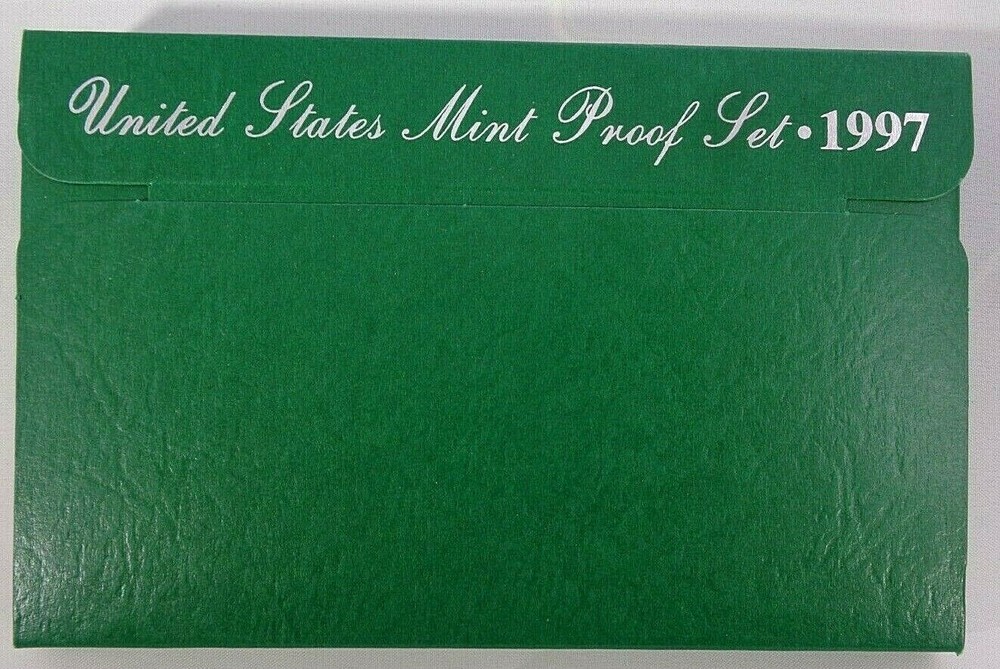 United States Mint Proof Set • 1997